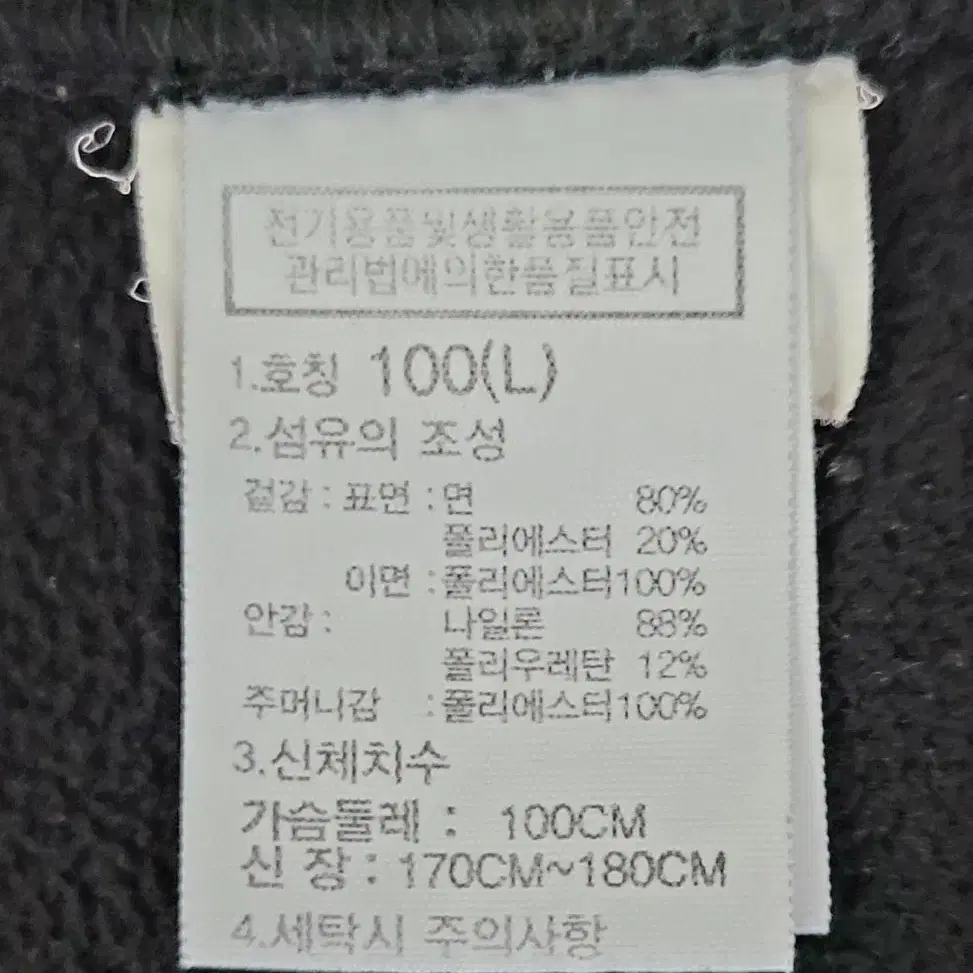 전기용품및생활용품안전
관리법에의한품질표시
1.호칭 100(L)
2.섬유의 조성
겉감 : 표면 : 면 80%
폴리에스터 20%
이면 : 폴리에스터100%
안감 : 나일론 88%
폴리우레탄 12%
주머니감 : 폴리에스터100%
3.신체치수
가슴둘레 : 100CM
신 장 : 170CM~180CM
4.세탁시 주의사항